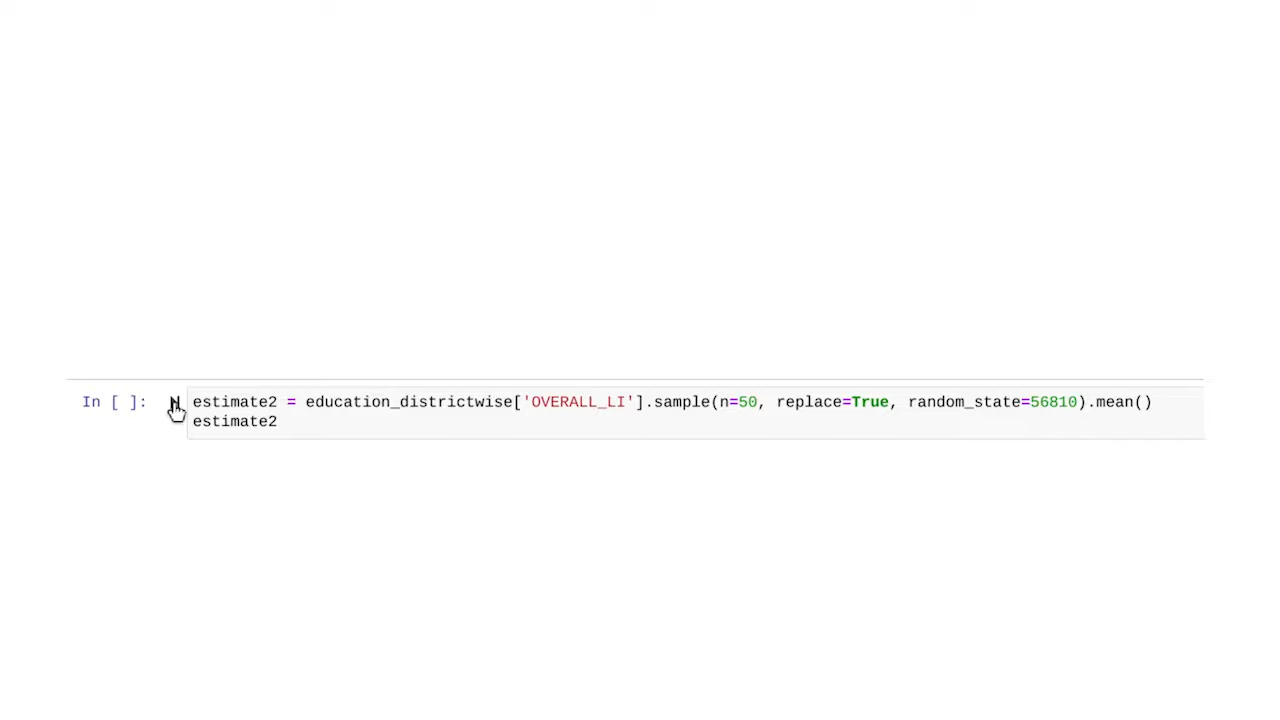 In [ ]: estimate2 = education_districtwise['OVERALL_LI'].sample(n=50, replace=True, random_state=56810).mean()
estimate2